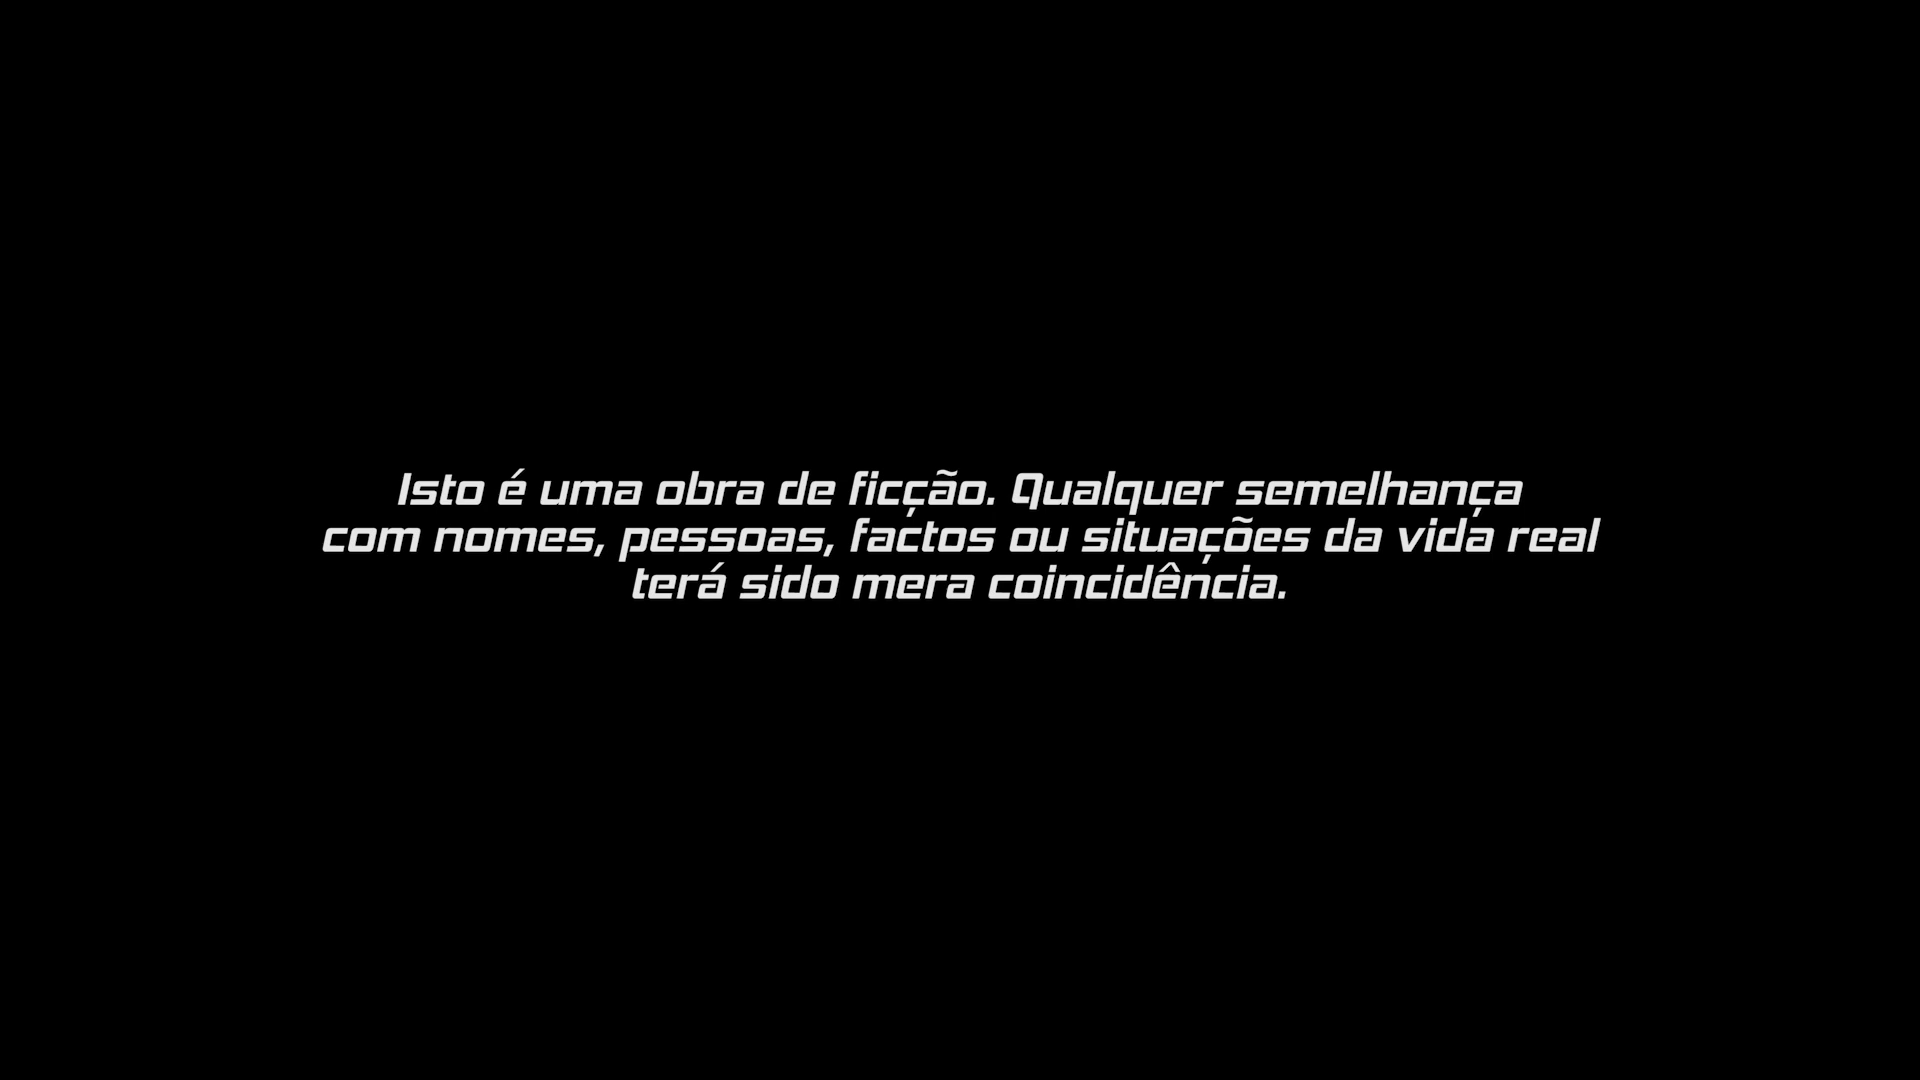 Isto é uma obra de ficção. Qualquer semelhança
com nomes, pessoas, factos ou situações da vida real
terá sido mera coincidência.